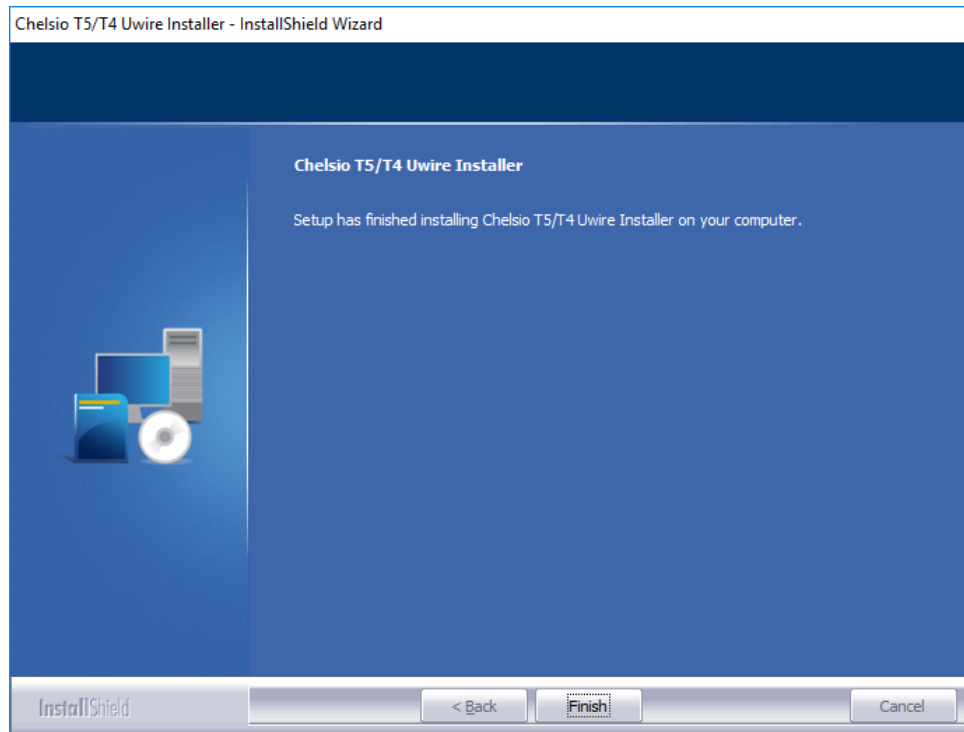 Chelsio T5/T4 Uwire Installer - InstallShield Wizard
Chelsio T5/T4 Uwire Installer
Setup has finished installing Chelsio T5/T4 Uwire Installer on your computer.
InstallShield
< Back
Finish
Cancel